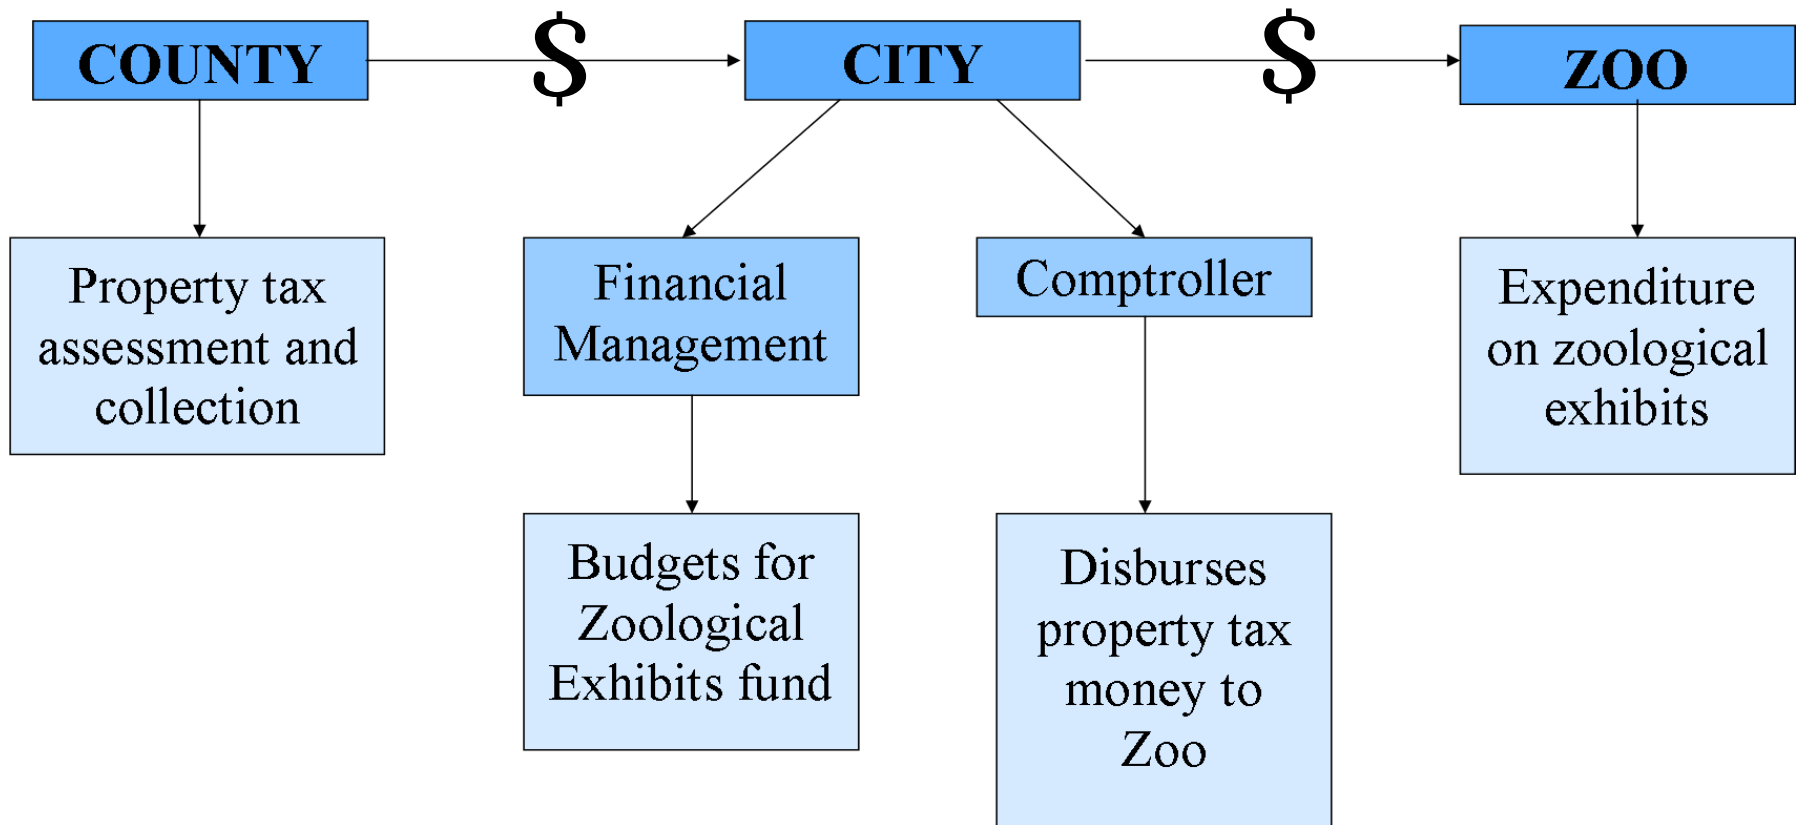 COUNTY
$
CITY
$
ZOO
Property tax
assessment and
collection
Financial
Management
Comptroller
Expenditure
on zoological
exhibits
Budgets for
Zoological
Exhibits fund
Disburses
property tax
money to
Zoo